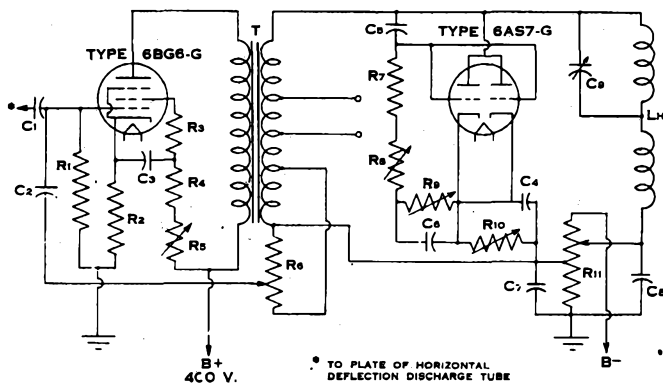 TYPE 6BG6-G
T
C5
TYPE 6AS7-G
R7
C9
LH
*
C1
R3
R8
C2
R1
C3
R4
R9
C4
R2
R5
R6
C6
R10
R11
C7
C8
B+
400 V.
B-
* TO PLATE OF HORIZONTAL
DEFLECTION DISCHARGE TUBE